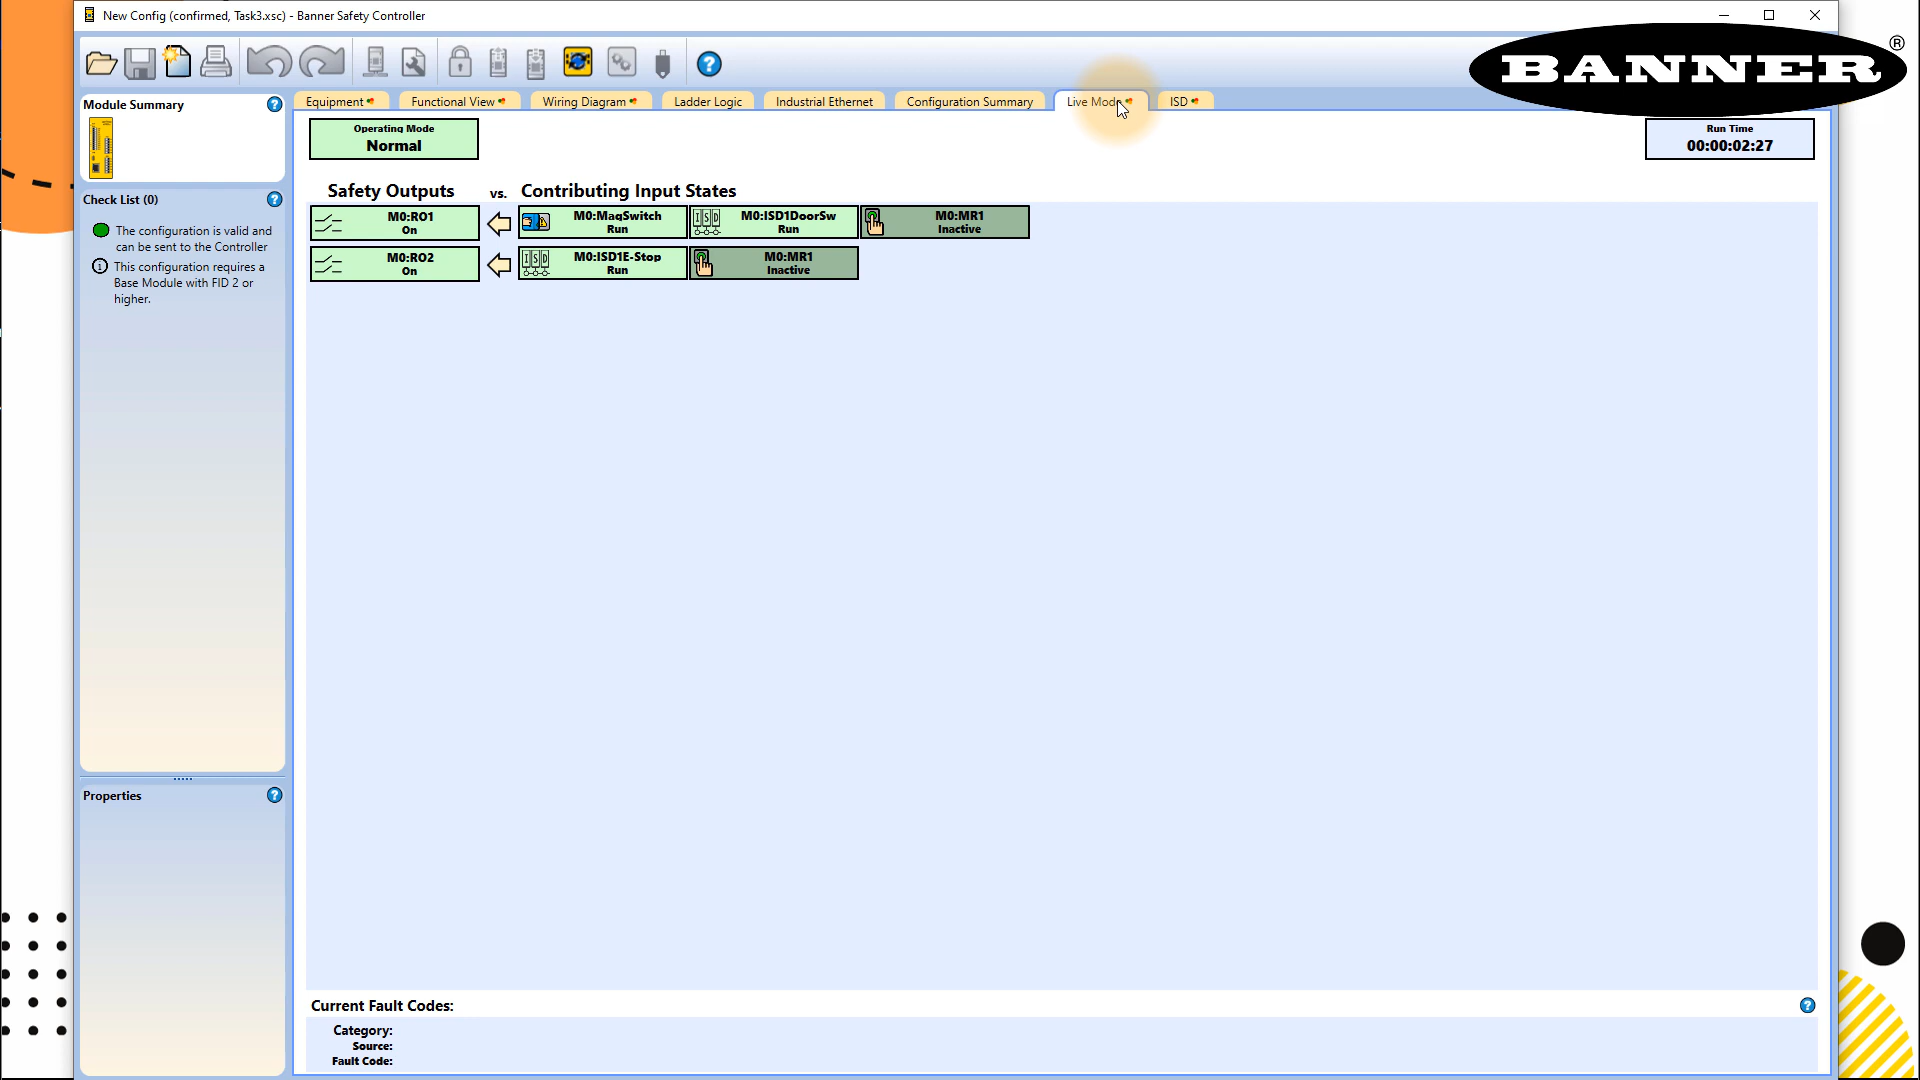 New Config (confirmed, Task3.xsc) - Banner Safety Controller
BANNER ®
Module Summary
Equipment
Functional View
Wiring Diagram
Ladder Logic
Industrial Ethernet
Configuration Summary
Live Mode
ISD
Operating Mode
Normal
Run Time
00:00:02:27
Check List (0)
The configuration is valid and
can be sent to the Controller
This configuration requires a
Base Module with FID 2 or
higher.
Safety Outputs vs. Contributing Input States
M0:RO1
On
M0:MagSwitch
Run
ISD
M0:ISD1DoorSw
Run
M0:MR1
Inactive
M0:RO2
On
ISD
M0:ISD1E-Stop
Run
M0:MR1
Inactive
Properties
Current Fault Codes:
Category:
Source:
Fault Code: